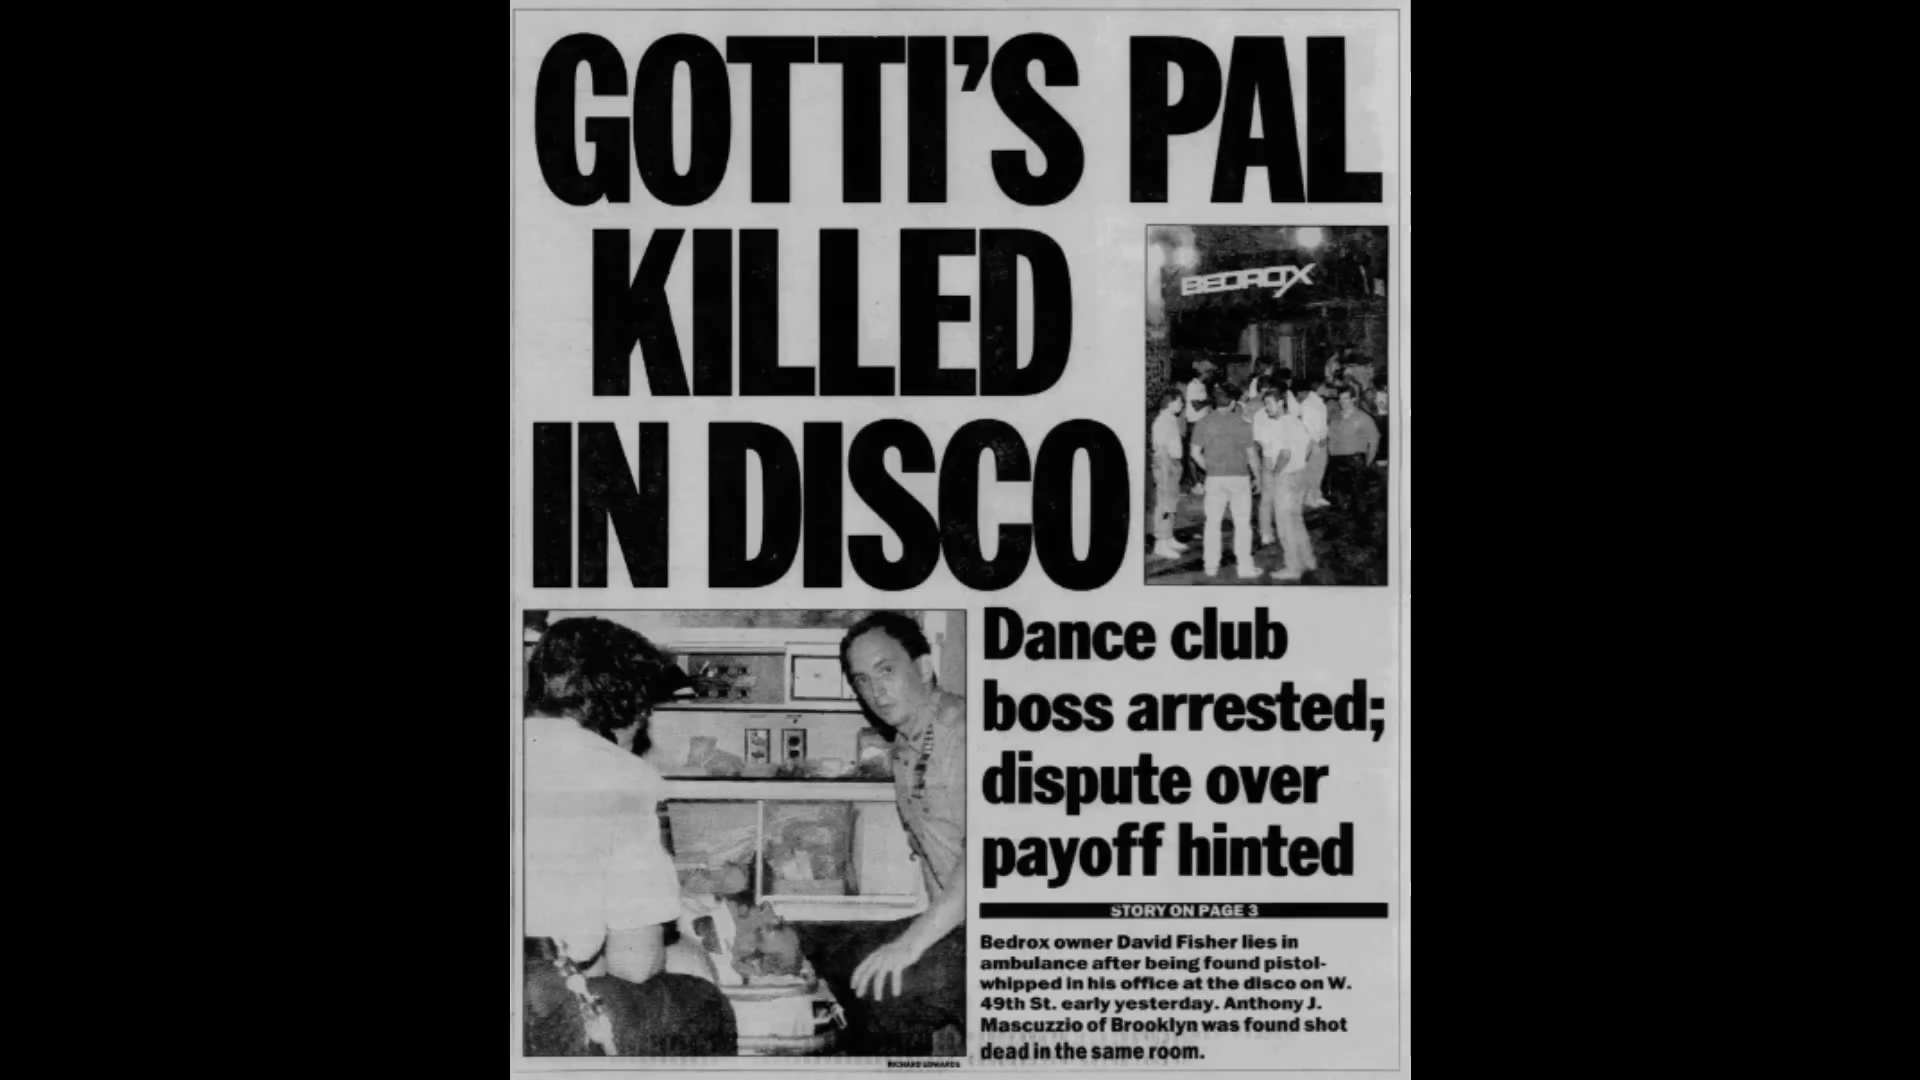 GOTTI'S PAL
KILLED
IN DISCO
BEDROX
Dance club
boss arrested;
dispute over
payoff hinted
STORY ON PAGE 3
Bedrox owner David Fisher lies in
ambulance after being found pistol-
whipped in his office at the disco on W.
49th St. early yesterday. Anthony J.
Mascuzzio of Brooklyn was found shot
dead in the same room.
RICHARD EDWARDS